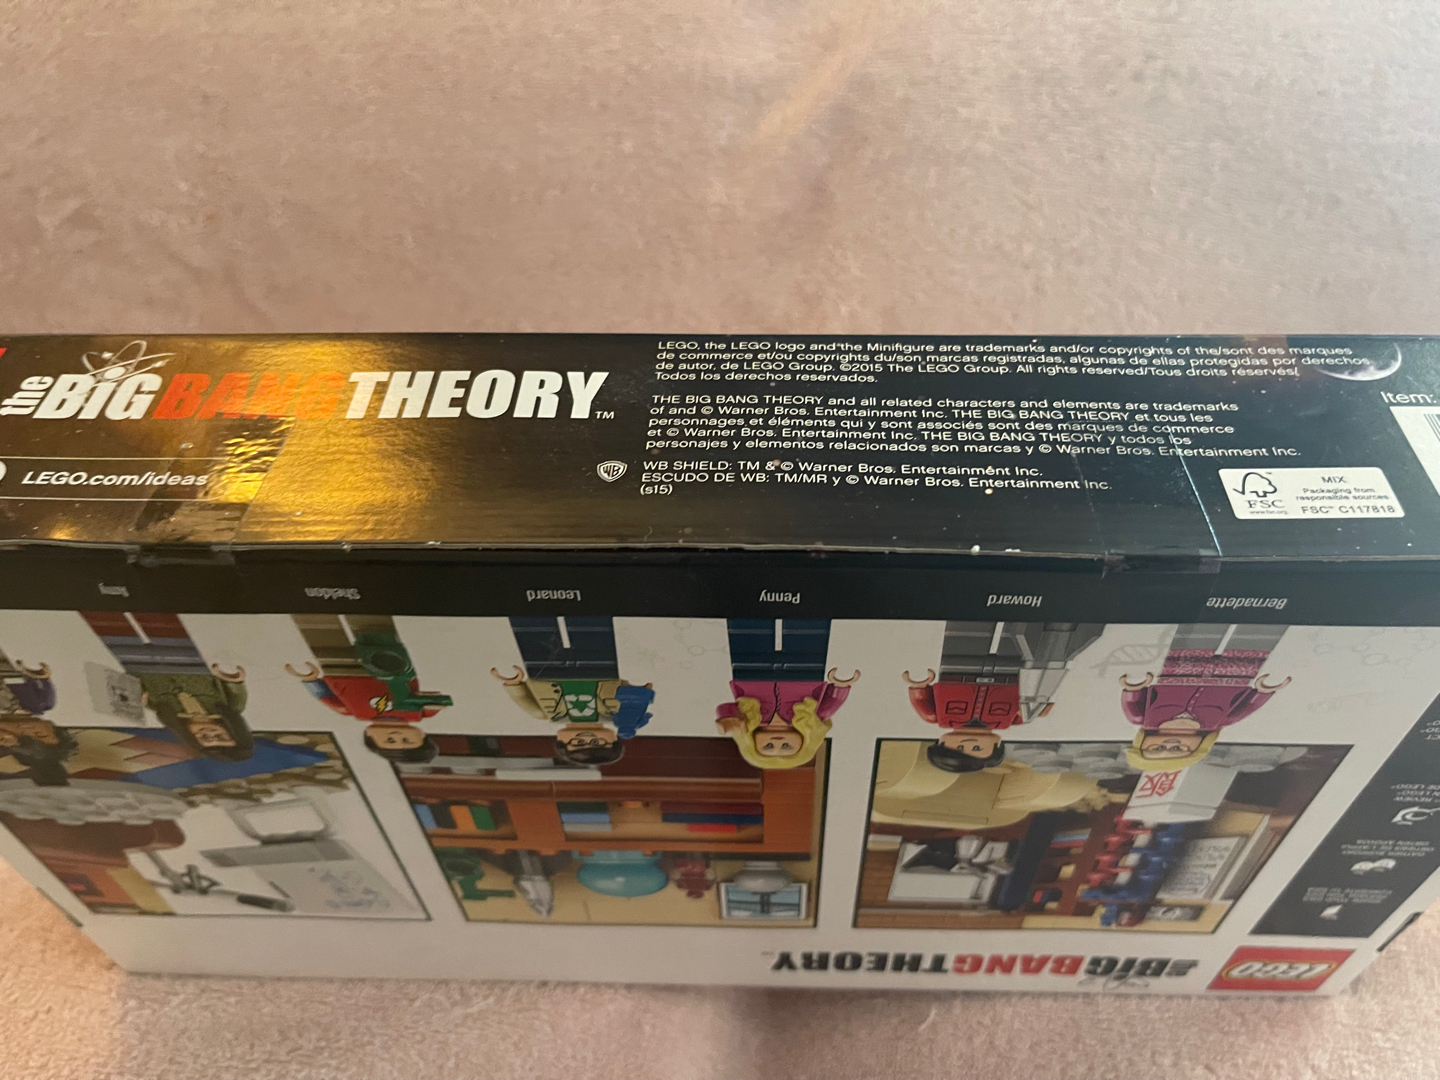 the BIG BANG THEORY™
LEGO.com/ideas
LEGO, the LEGO logo and the Minifigure are trademarks and/or copyrights of the/sont des marques
de commerce et/ou copyrights du/son marcas registradas, algunas de ellas protegidas por derechos
de autor, de LEGO Group. ©2015 The LEGO Group. All rights reserved/Tous droits réservés/
Todos los derechos reservados.
THE BIG BANG THEORY and all related characters and elements are trademarks
of and © Warner Bros. Entertainment Inc. THE BIG BANG THEORY et tous les
personnages et éléments qui y sont associés sont des marques de commerce
et © Warner Bros. Entertainment Inc. THE BIG BANG THEORY y todos los
personajes y elementos relacionados son marcas y © Warner Bros. Entertainment Inc.
WB
WB SHIELD: TM & © Warner Bros. Entertainment Inc.
ESCUDO DE WB: TM/MR y © Warner Bros. Entertainment Inc.
(s15)
Item:
FSC
www.fsc.org
MIX
Packaging from
responsible sources
FSC™ C117818
Amy
Sheldon
Leonard
Penny
Howard
Bernadette
LEGO
the BIG BANG THEORY™